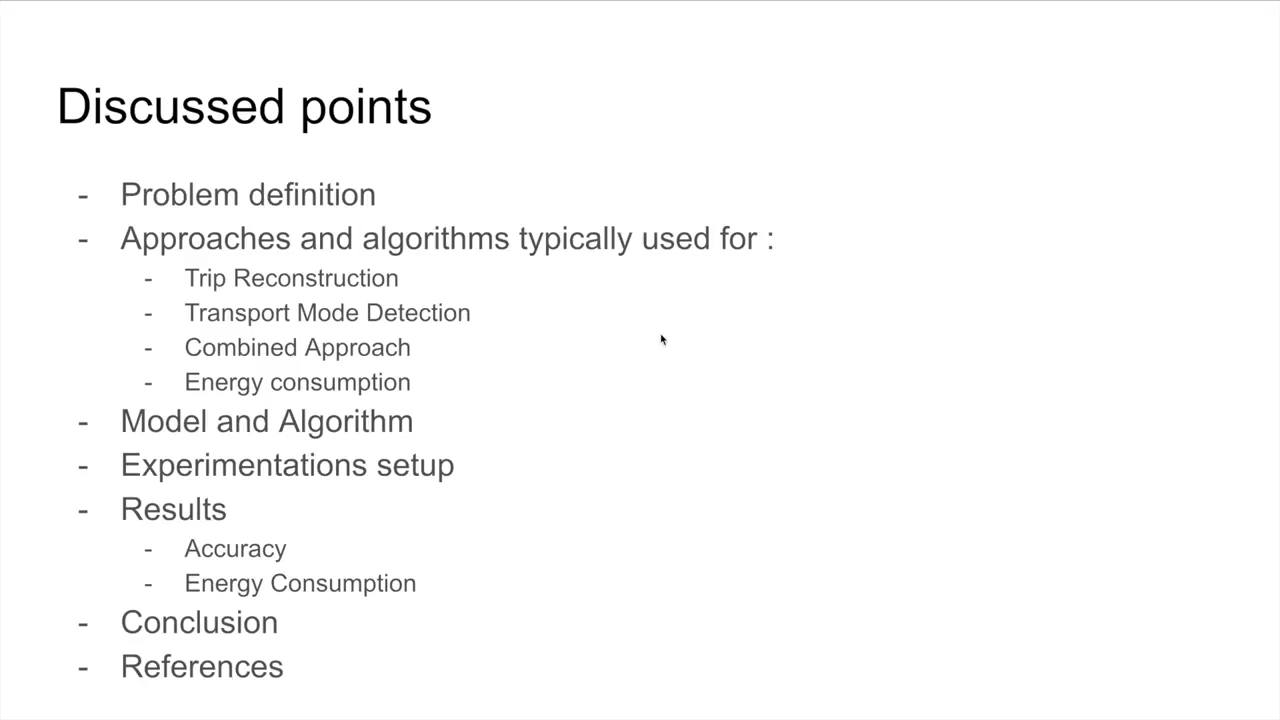 Discussed points
- Problem definition
- Approaches and algorithms typically used for :
- Trip Reconstruction
- Transport Mode Detection
- Combined Approach
- Energy consumption
- Model and Algorithm
- Experimentations setup
- Results
- Accuracy
- Energy Consumption
- Conclusion
- References